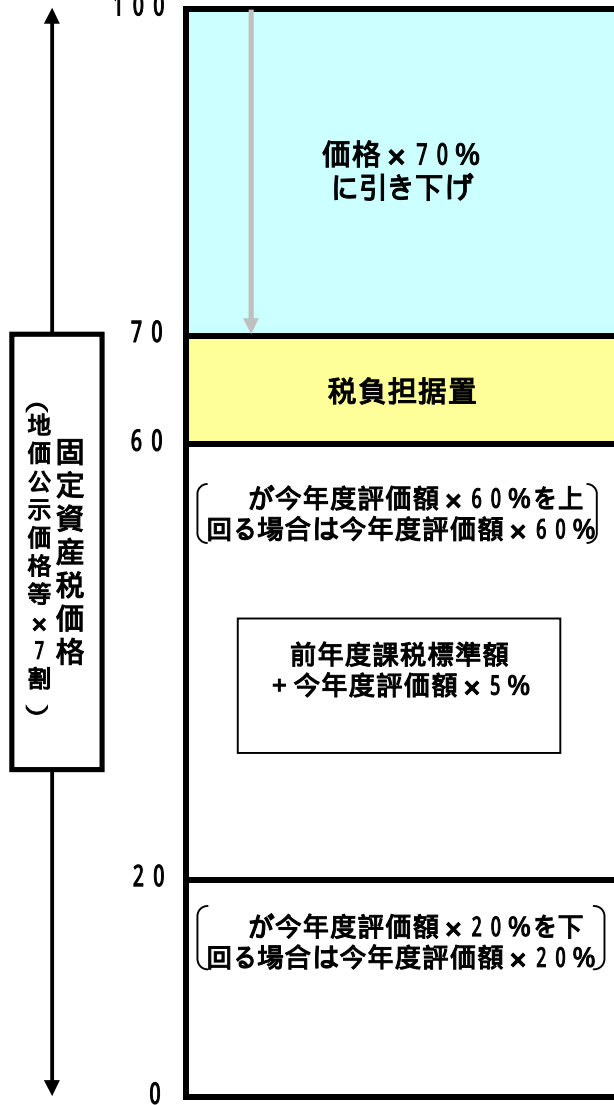 100
価格×70%
に引き下げ
70
税負担据置
60
が今年度評価額×60%を上
回る場合は今年度評価額×60%
固定資産税価格
(地価公示価格等×7割)
前年度課税標準額
+今年度評価額×5%
20
が今年度評価額×20%を下
回る場合は今年度評価額×20%
0